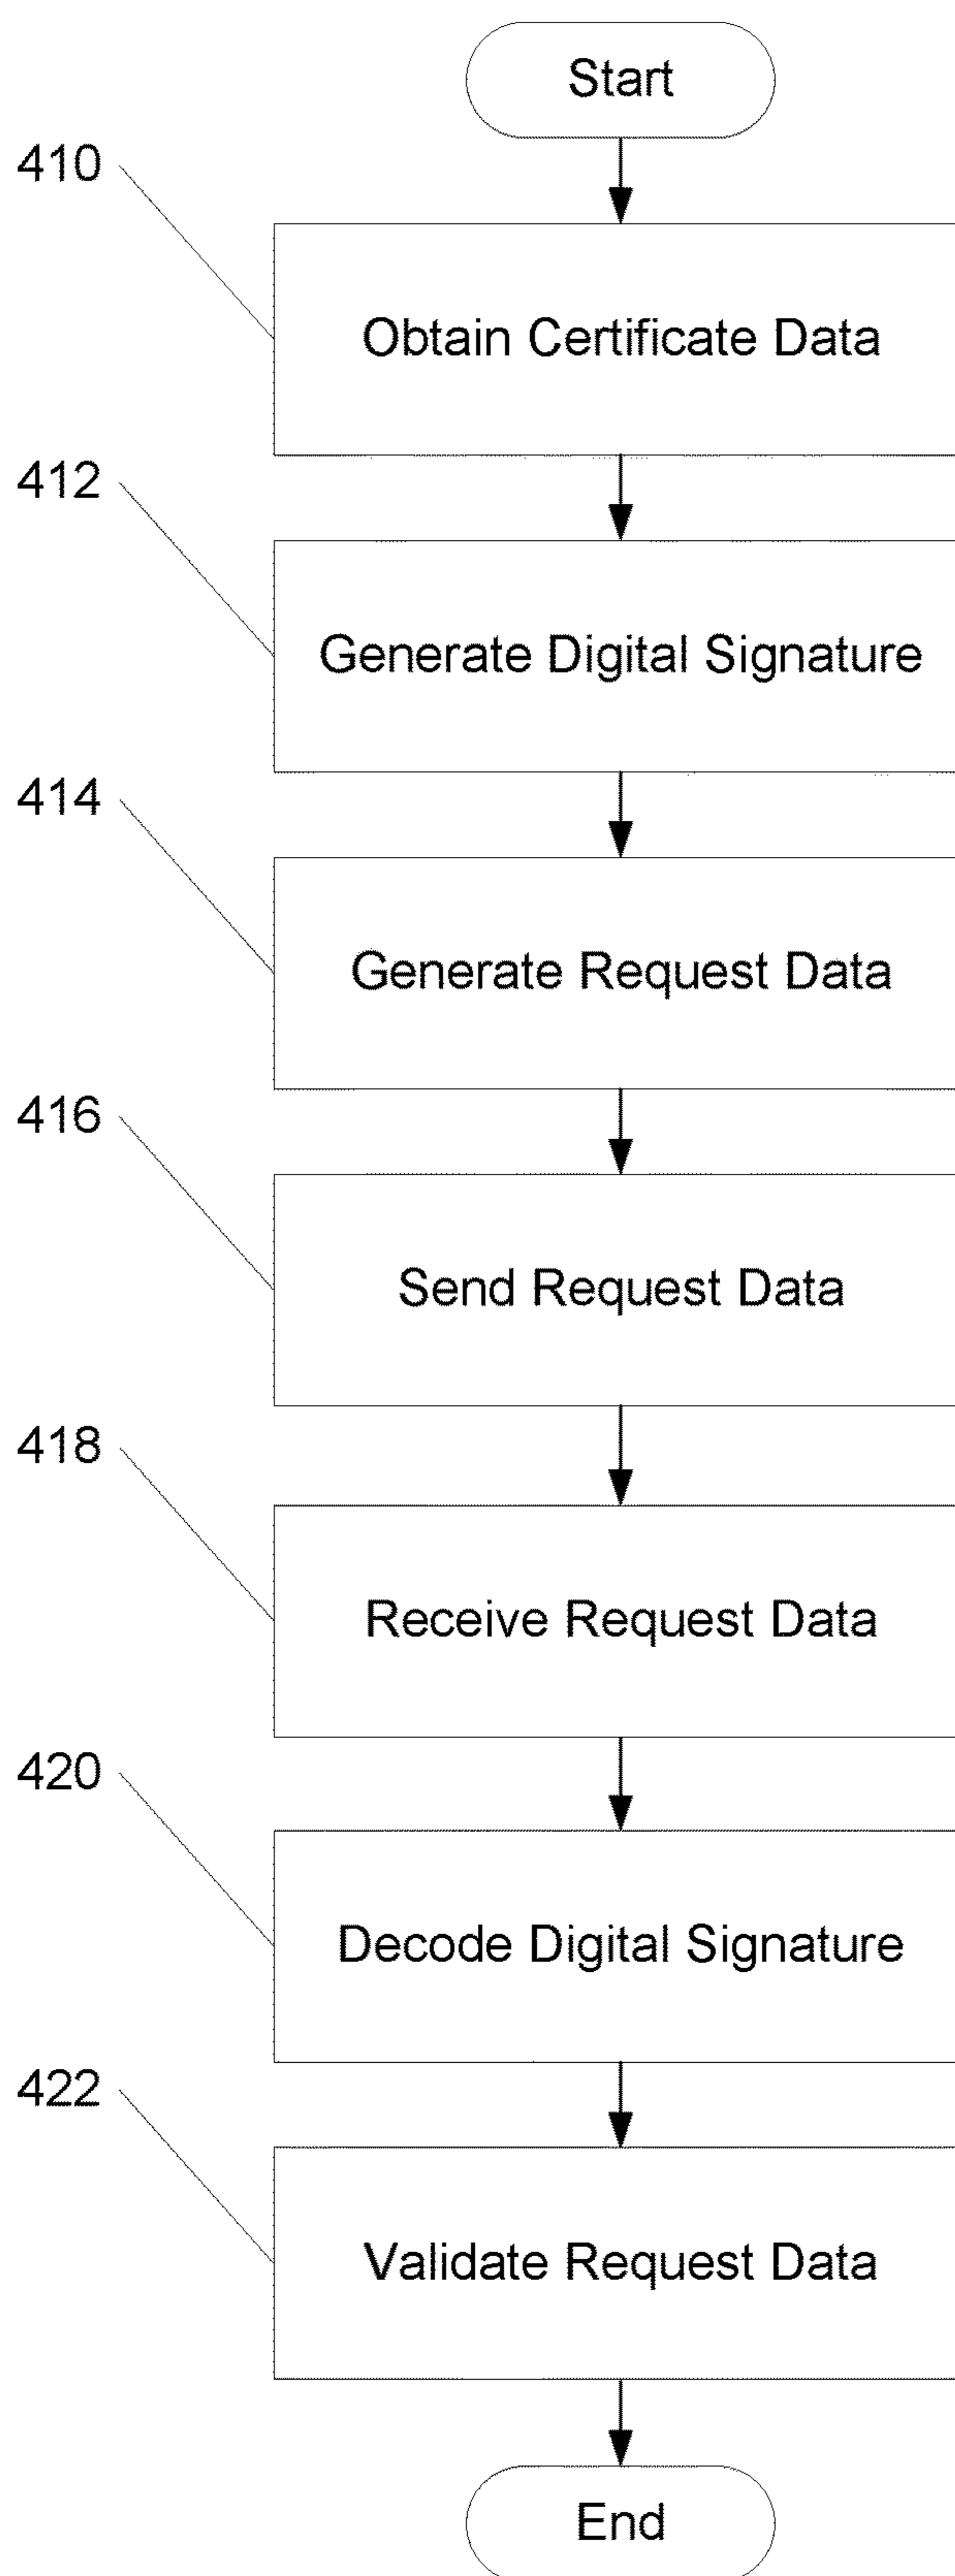 Start
410
Obtain Certificate Data
412
Generate Digital Signature
414
Generate Request Data
416
Send Request Data
418
Receive Request Data
420
Decode Digital Signature
422
Validate Request Data
End